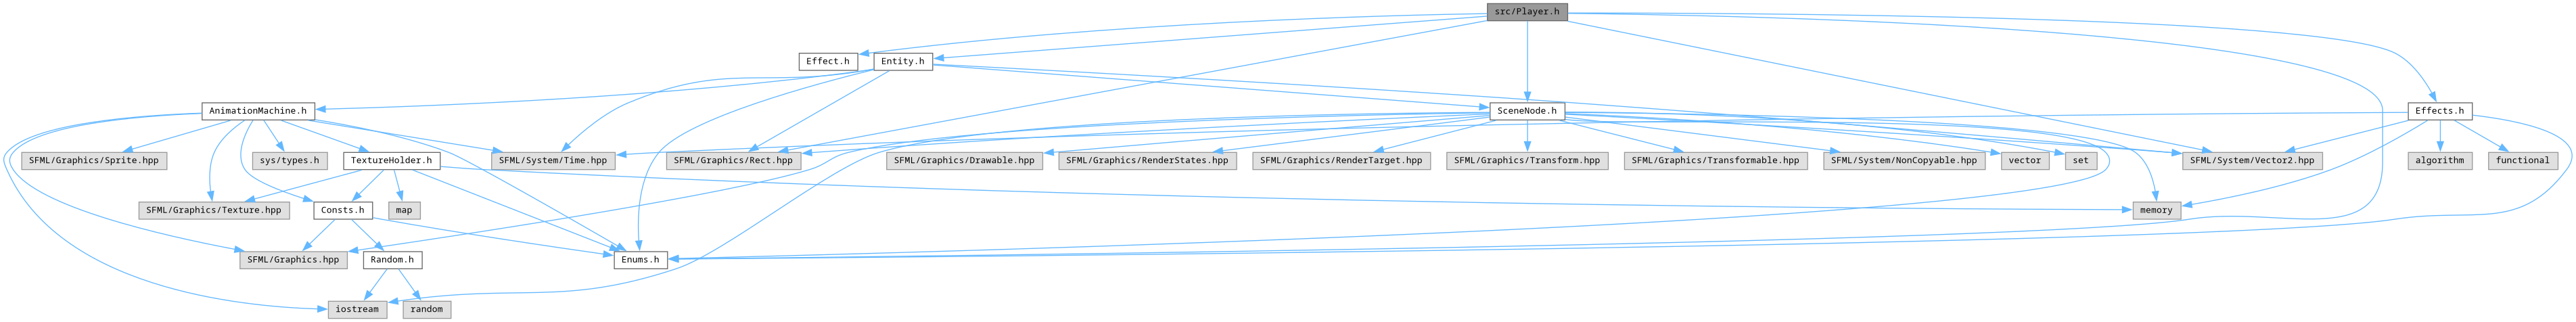 src/Player.h
Effect.h
Entity.h
AnimationMachine.h
SceneNode.h
Effects.h
SFML/Graphics/Sprite.hpp
sys/types.h
TextureHolder.h
SFML/System/Time.hpp
SFML/Graphics/Rect.hpp
SFML/Graphics/Drawable.hpp
SFML/Graphics/RenderStates.hpp
SFML/Graphics/RenderTarget.hpp
SFML/Graphics/Transform.hpp
SFML/Graphics/Transformable.hpp
SFML/System/NonCopyable.hpp
vector
set
SFML/System/Vector2.hpp
algorithm
functional
SFML/Graphics/Texture.hpp
Consts.h
map
memory
SFML/Graphics.hpp
Random.h
Enums.h
iostream
random